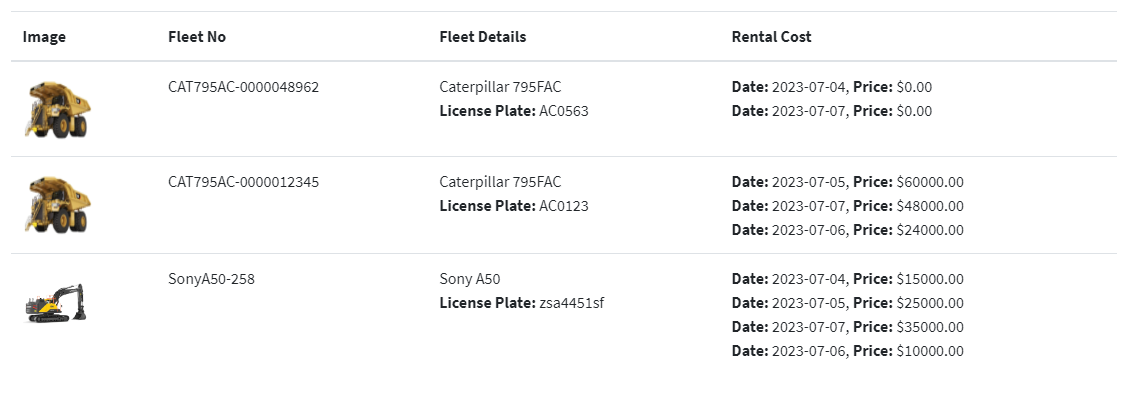 Image Fleet No Fleet Details Rental Cost
CAT795AC-0000048962 Caterpillar 795FAC Date: 2023-07-04, Price: $0.00
License Plate: AC0563 Date: 2023-07-07, Price: $0.00
CAT795AC-0000012345 Caterpillar 795FAC Date: 2023-07-05, Price: $60000.00
License Plate: AC0123 Date: 2023-07-07, Price: $48000.00
Date: 2023-07-06, Price: $24000.00
SonyA50-258 Sony A50 Date: 2023-07-04, Price: $15000.00
License Plate: zsa4451sf Date: 2023-07-05, Price: $25000.00
Date: 2023-07-07, Price: $35000.00
Date: 2023-07-06, Price: $10000.00